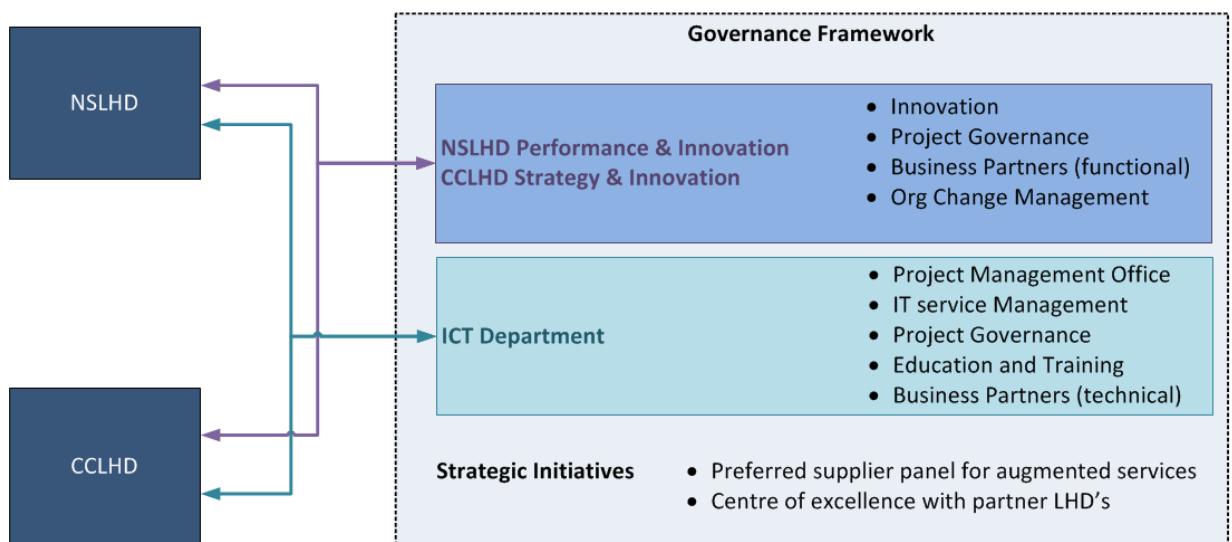 Governance Framework
NSLHD
NSLHD Performance & Innovation
CCLHD Strategy & Innovation
• Innovation
• Project Governance
• Business Partners (functional)
• Org Change Management
ICT Department
• Project Management Office
• IT service Management
• Project Governance
• Education and Training
• Business Partners (technical)
CCLHD
Strategic Initiatives
• Preferred supplier panel for augmented services
• Centre of excellence with partner LHD's